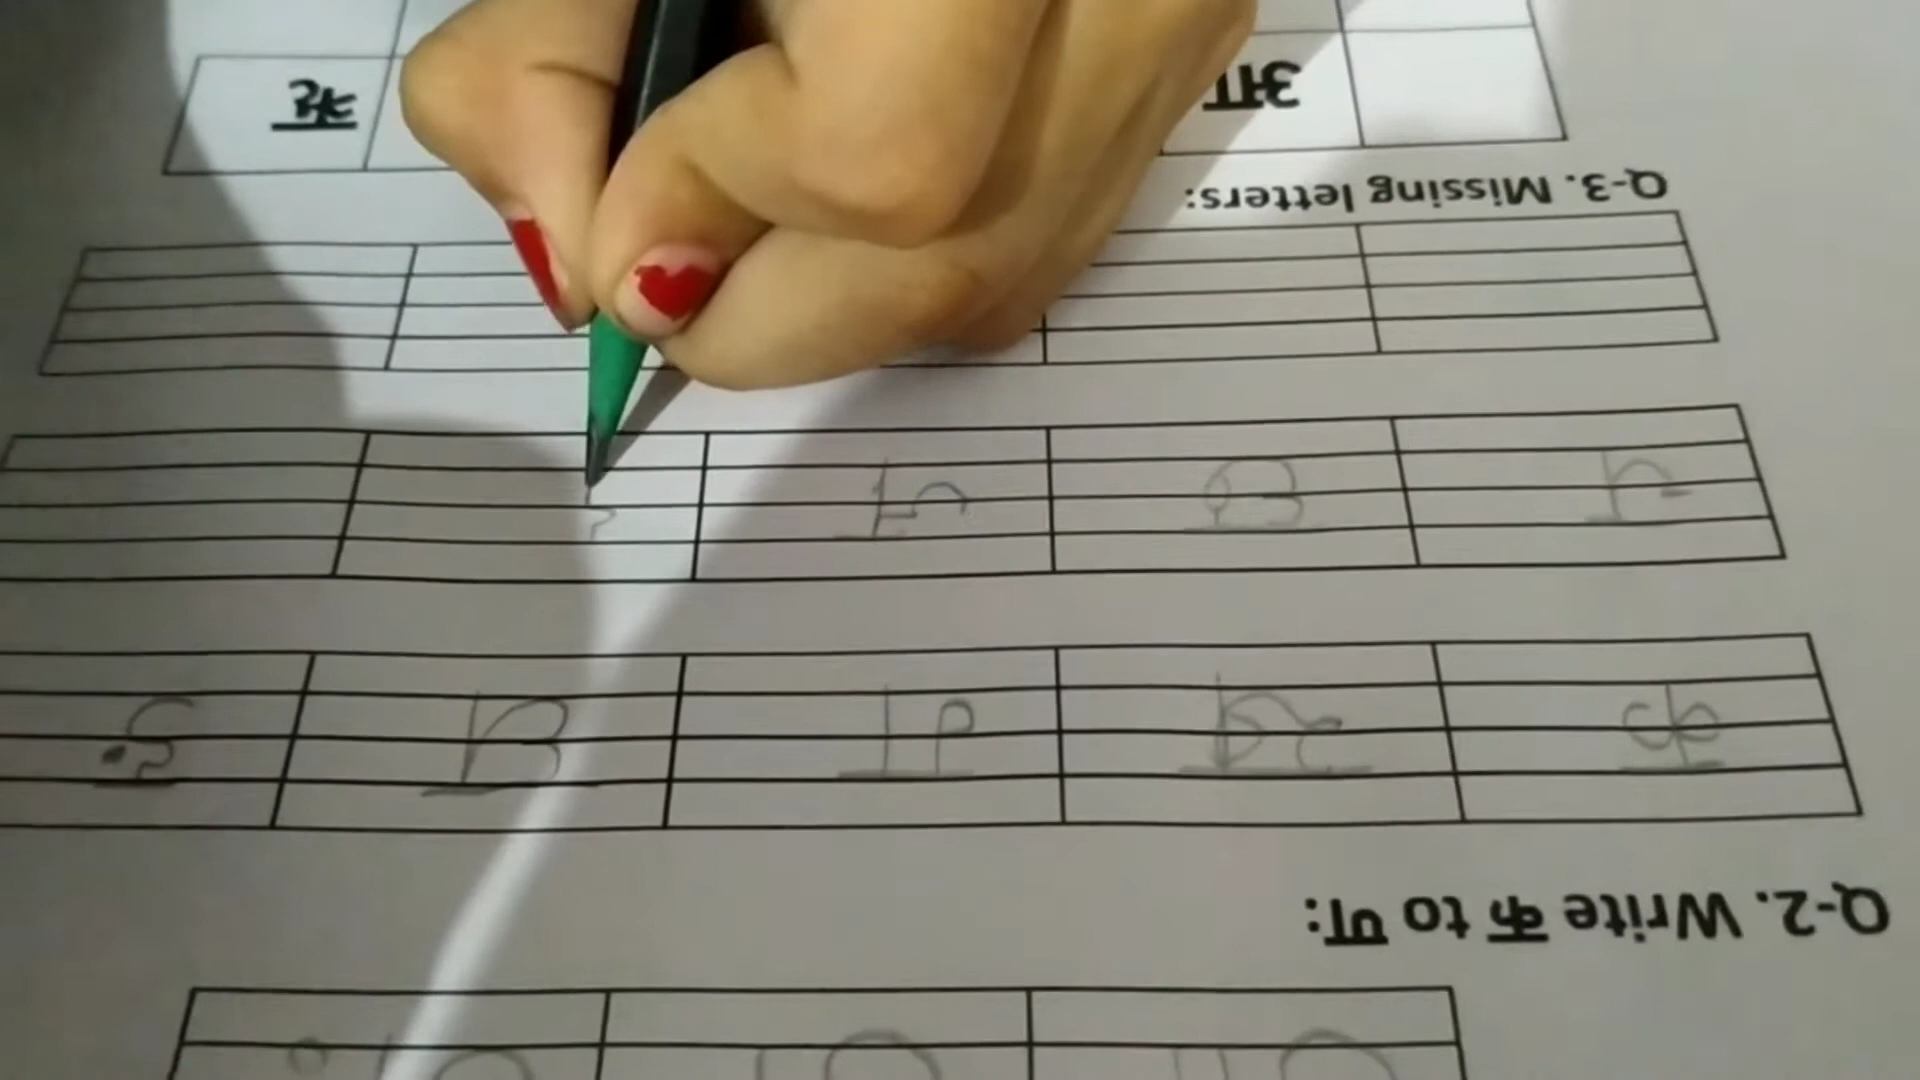 Q-2. Write क to ण:
क ख ग घ ङ
च छ ज
Q-3. Missing letters:
आ ऋ